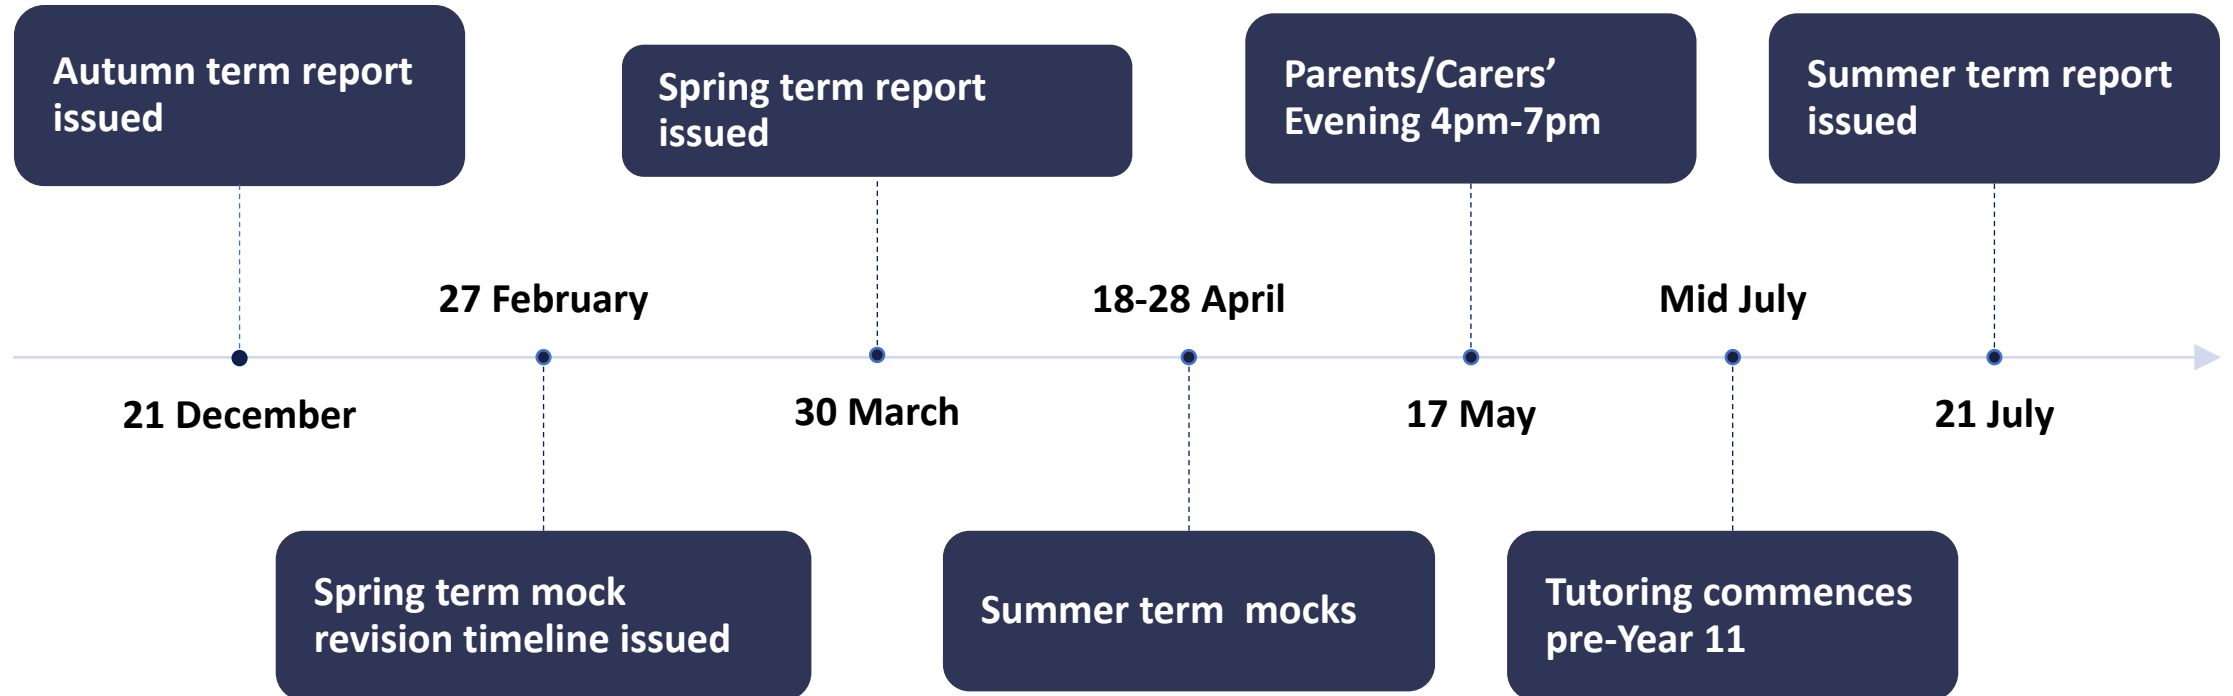 Autumn term report
issued
Spring term report
issued
Parents/Carers’
Evening 4pm-7pm
Summer term report
issued
27 February
18-28 April
Mid July
21 December
30 March
17 May
21 July
Spring term mock
revision timeline issued
Summer term  mocks
Tutoring commences
pre-Year 11